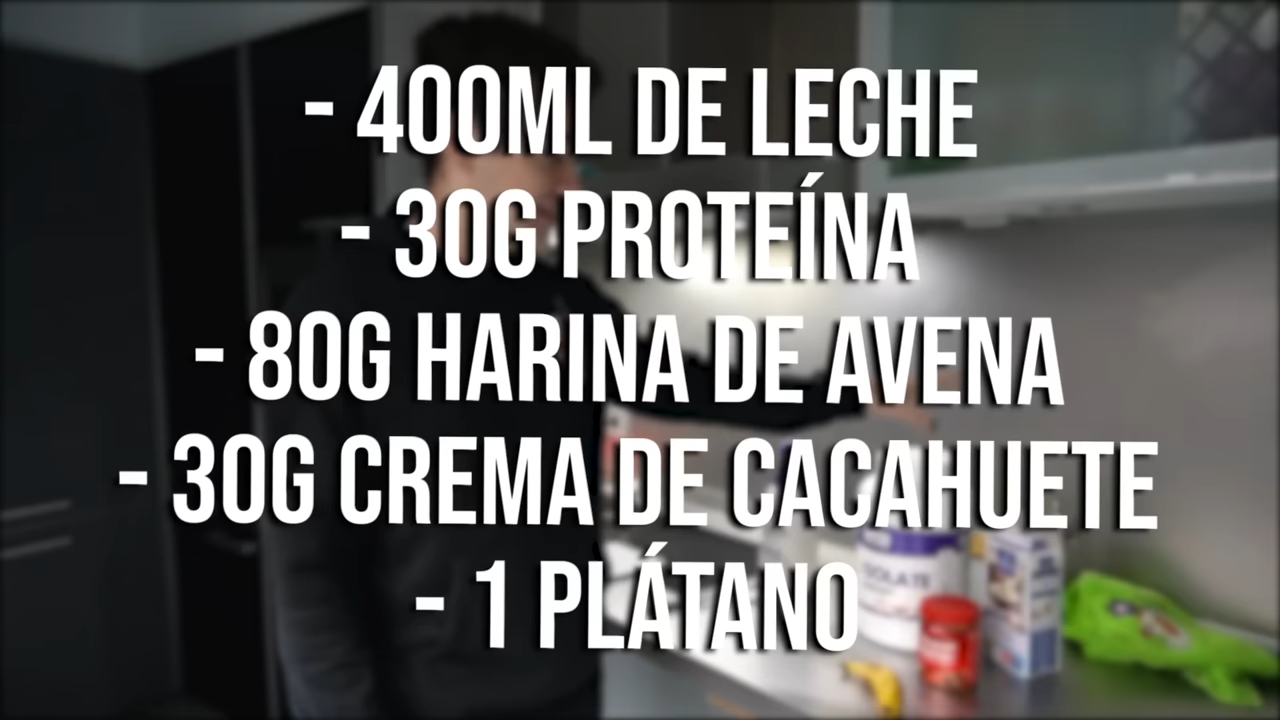 - 400ML DE LECHE
- 30G PROTEÍNA
- 80G HARINA DE AVENA
- 30G CREMA DE CACAHUETE
- 1 PLÁTANO